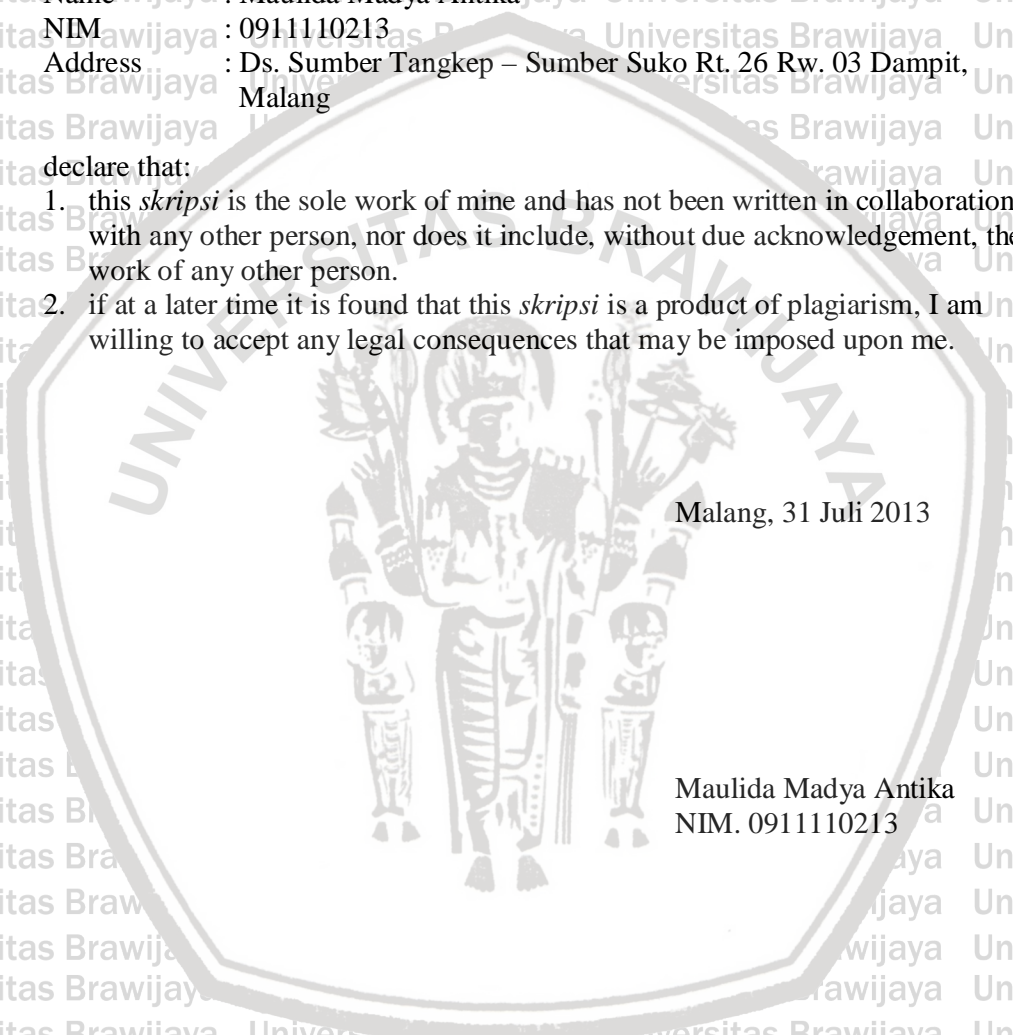 Name : Maulida Madya Antika
NIM : 0911110213
Address : Ds. Sumber Tangkep – Sumber Suko Rt. 26 Rw. 03 Dampit,
Malang
declare that:
1. this skripsi is the sole work of mine and has not been written in collaboration
with any other person, nor does it include, without due acknowledgement, the
work of any other person.
2. if at a later time it is found that this skripsi is a product of plagiarism, I am
willing to accept any legal consequences that may be imposed upon me.
UNIVERSITAS BRAWIJAYA
Malang, 31 Juli 2013
Maulida Madya Antika
NIM. 0911110213